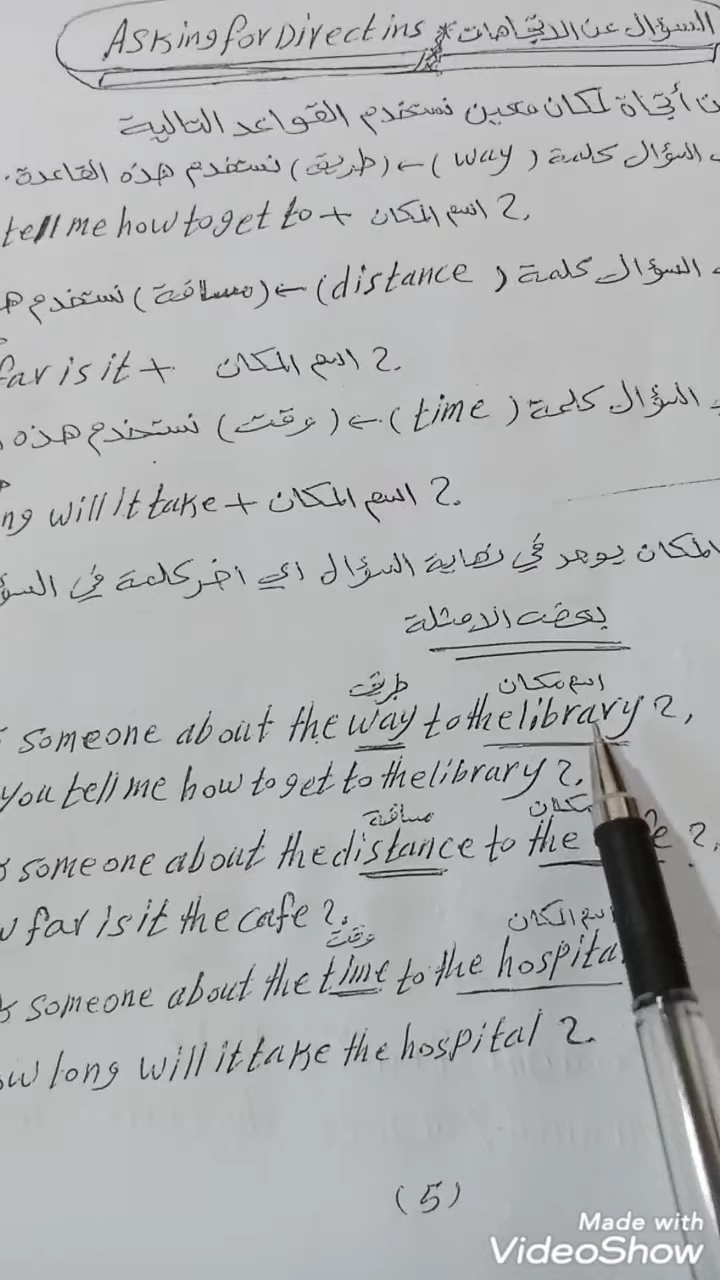 Asking for Directins * السؤال عن الاتجاهات
أتجاة لمكان معين نستخدم القواعد التالية
السؤال كلمة (way) ← (طريق) نستخدم هذه القاعدة.
tell me how to get to + اسم المكان ?.
السؤال كلمة (distance) ← (مسافة) نستخدم
far is it + اسم المكان ?.
السؤال كلمة (time) ← (وقت) نستخدم هذه
ng will it take + اسم المكان ?.
المكان يوجد في نهاية السؤال اي اخر كلمة في
بعض الامثلة
طريق اسم مكان
someone about the way to the library ?,
you tell me how to get to the library ?.
مسافة
someone about the distance to the
far is it the cafe ?.
وقت اسم المكان
someone about the time to the hospita
ow long will it take the hospital ?.
(5)
Made with
VideoShow